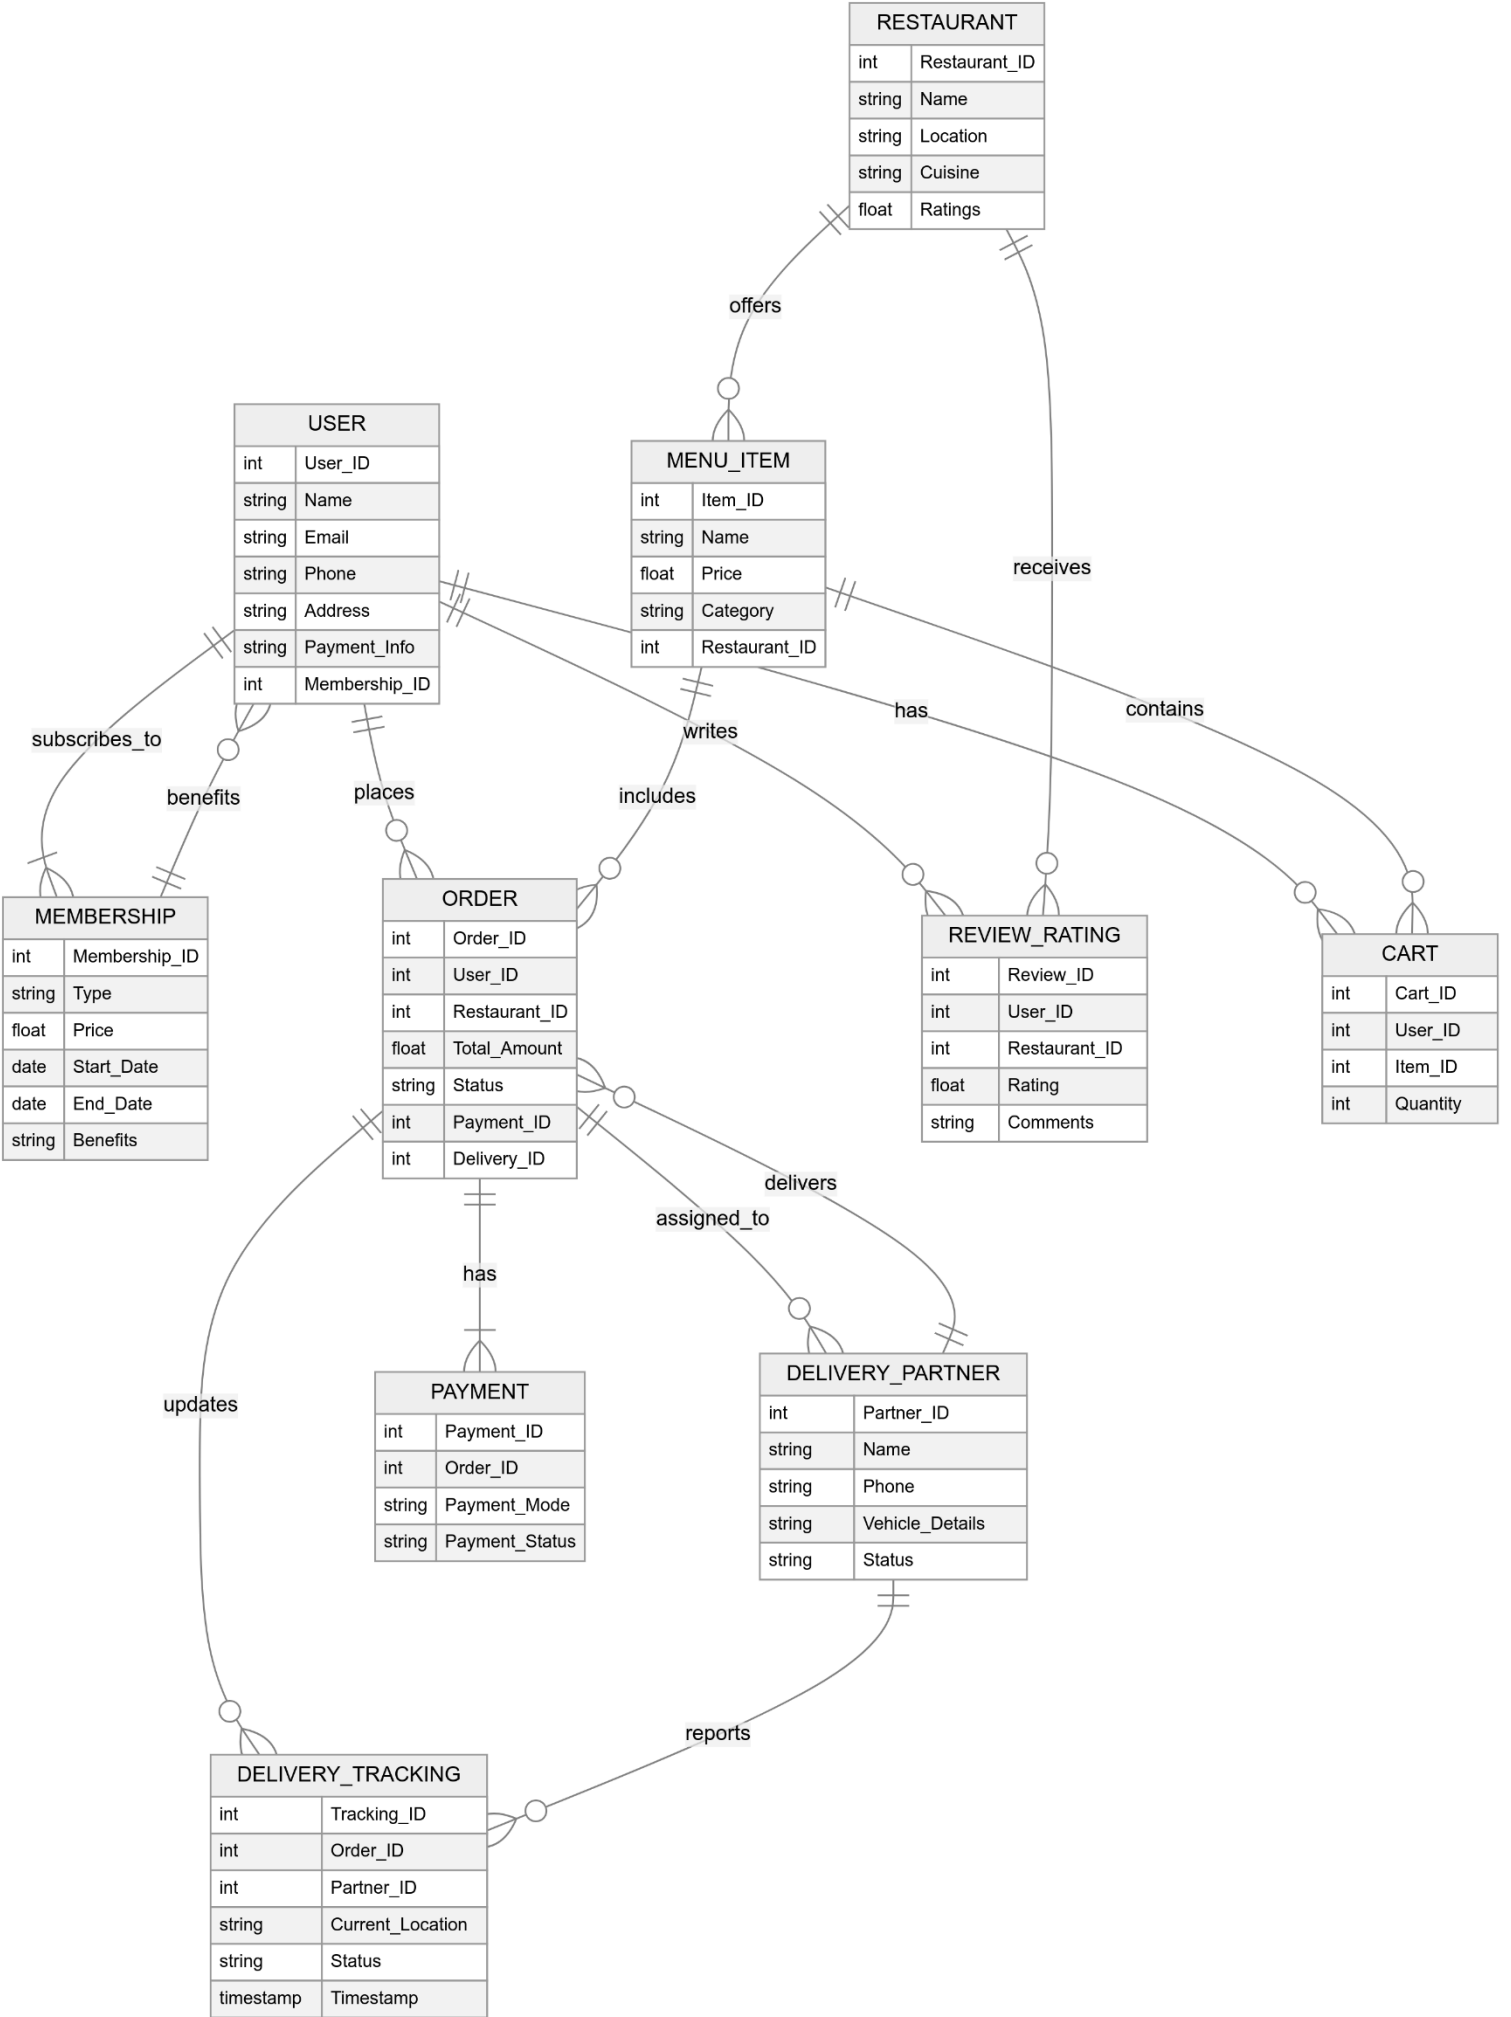 RESTAURANT
int Restaurant_ID
string Name
string Location
string Cuisine
float Ratings
offers
USER
int User_ID
string Name
string Email
string Phone
string Address
string Payment_Info
int Membership_ID
MENU_ITEM
int Item_ID
string Name
float Price
string Category
int Restaurant_ID
receives
subscribes_to
benefits
places
includes
writes
has
contains
MEMBERSHIP
int Membership_ID
string Type
float Price
date Start_Date
date End_Date
string Benefits
ORDER
int Order_ID
int User_ID
int Restaurant_ID
float Total_Amount
string Status
int Payment_ID
int Delivery_ID
REVIEW_RATING
int Review_ID
int User_ID
int Restaurant_ID
float Rating
string Comments
CART
int Cart_ID
int User_ID
int Item_ID
int Quantity
delivers
assigned_to
has
updates
PAYMENT
int Payment_ID
int Order_ID
string Payment_Mode
string Payment_Status
DELIVERY_PARTNER
int Partner_ID
string Name
string Phone
string Vehicle_Details
string Status
reports
DELIVERY_TRACKING
int Tracking_ID
int Order_ID
int Partner_ID
string Current_Location
string Status
timestamp Timestamp